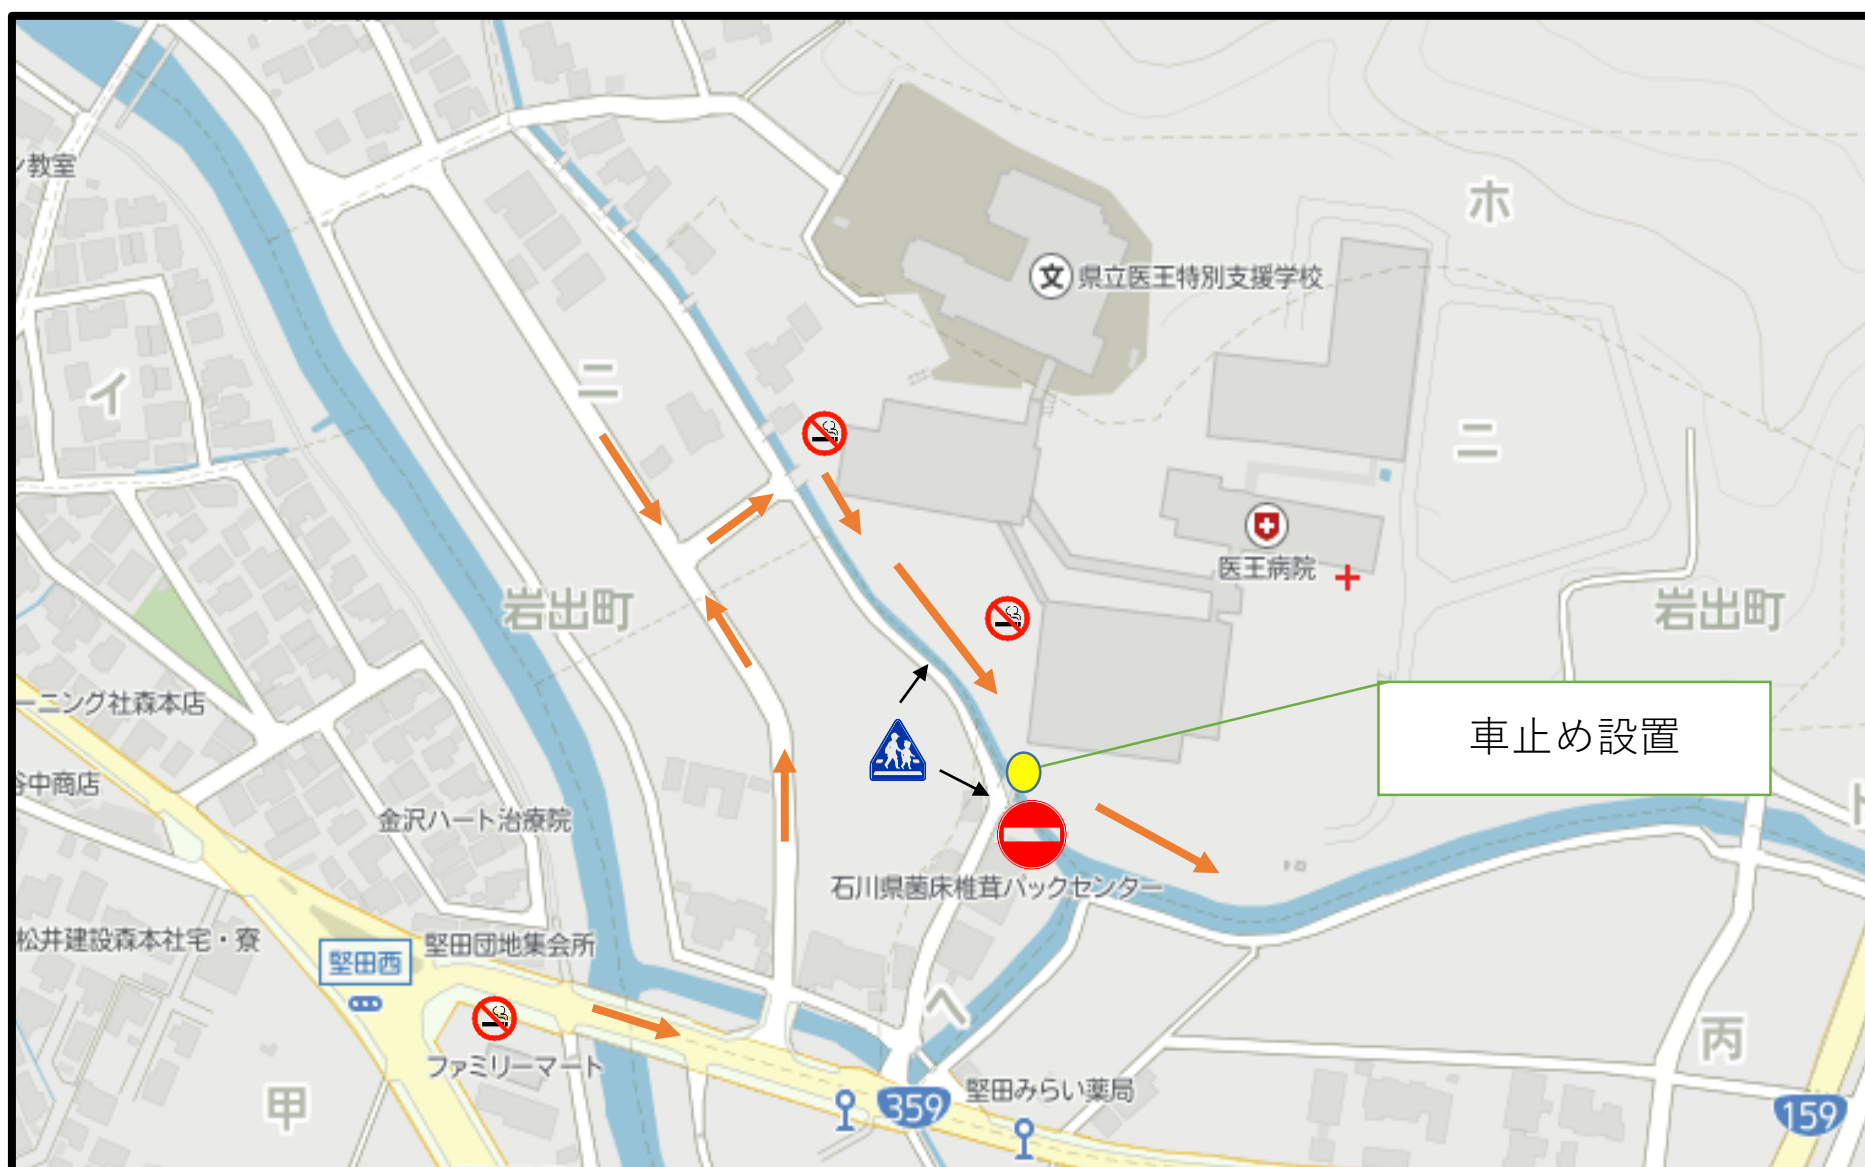 ン教室
ホ
文
県立医王特別支援学校
イ
ニ
ニ
医王病院
岩出町
岩出町
ーニング社森本店
車止め設置
谷中商店
金沢ハート治療院
ト
石川県菌床椎茸パックセンター
松井建設森本社宅・寮
堅田団地集会所
堅田西
ヘ
丙
ファミリーマート
甲
359
堅田みらい薬局
159